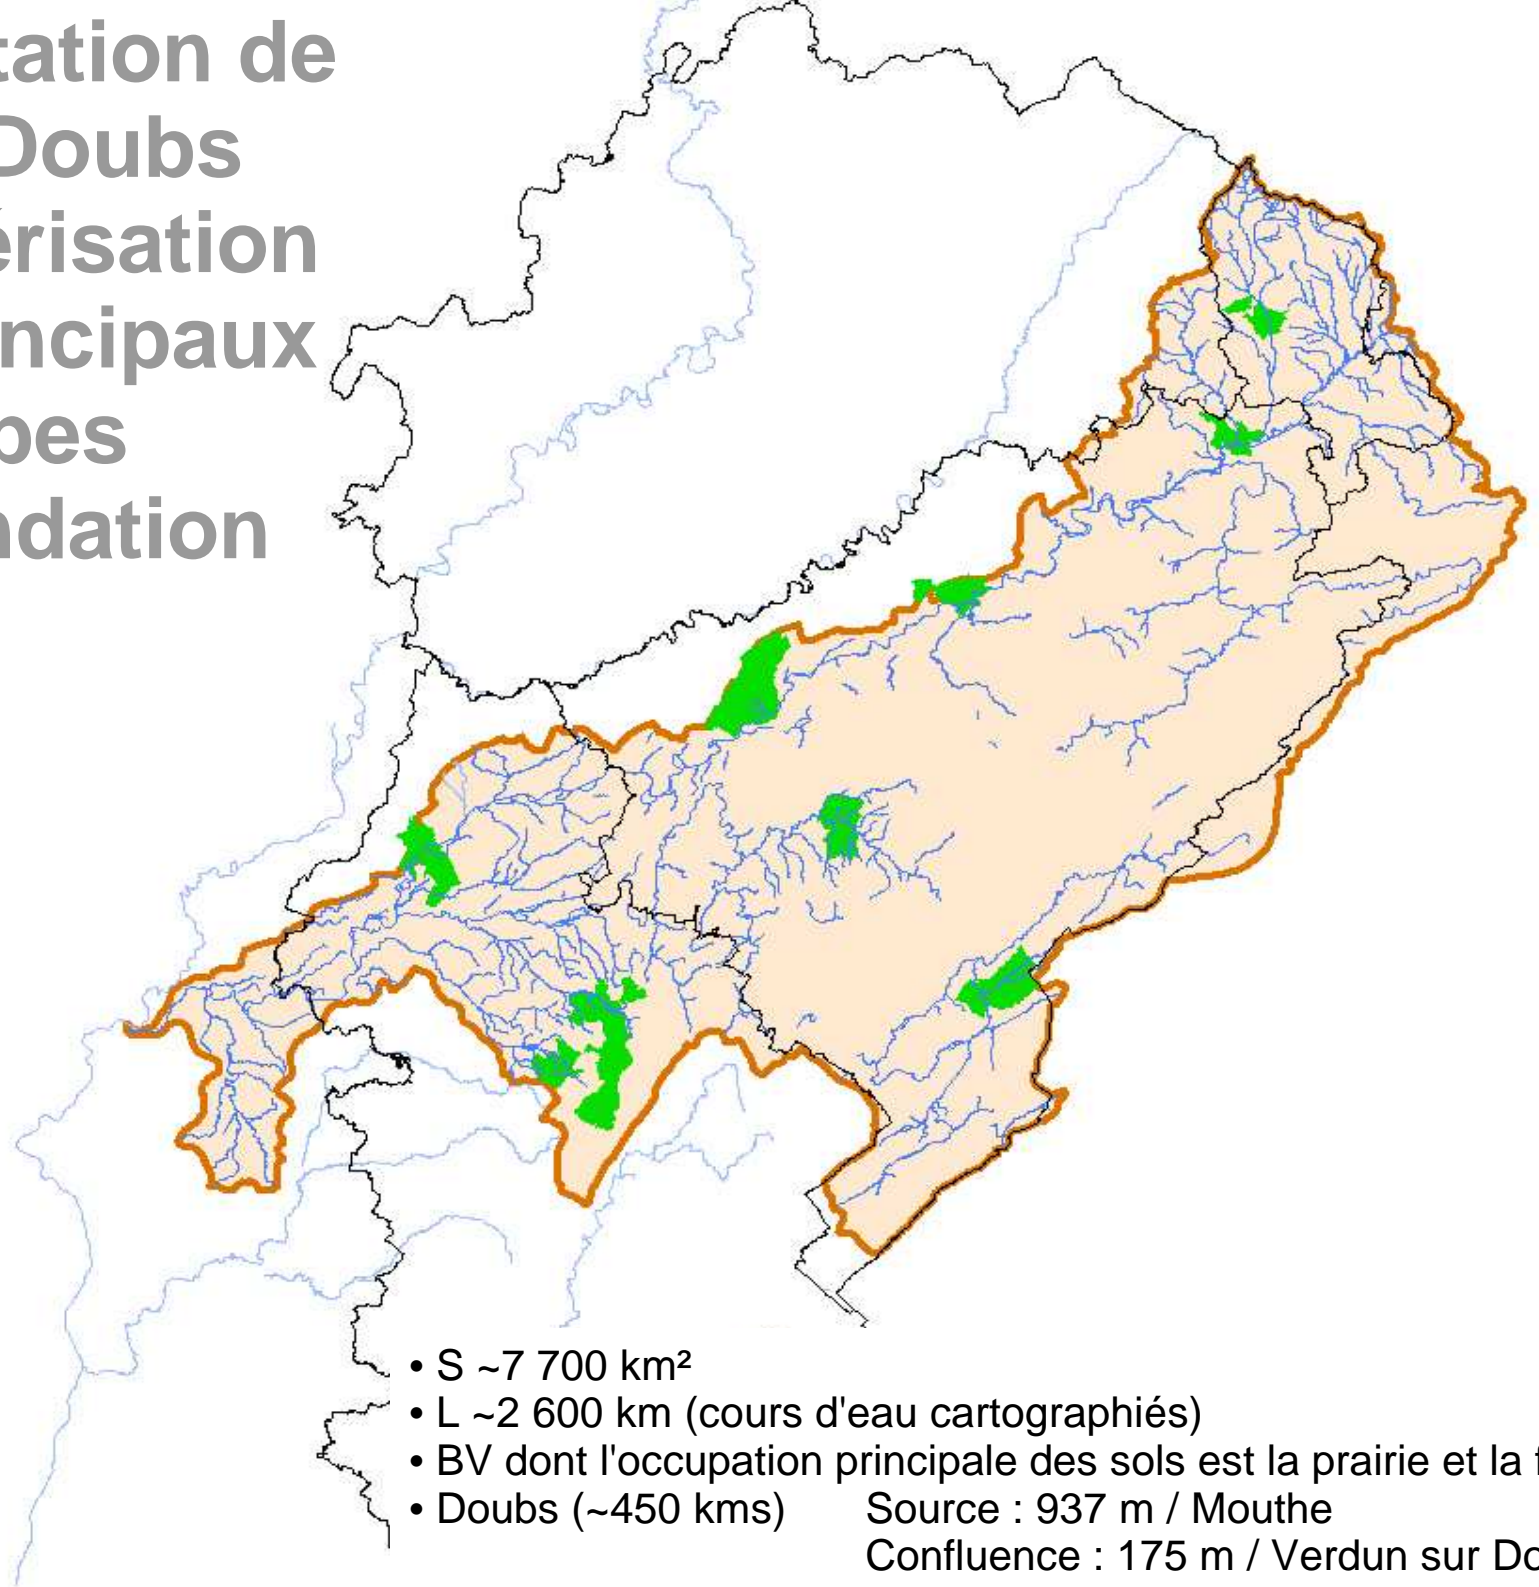 tation de
Doubs
érisation
ncipaux
pes
ndation
• S ~7 700 km²
• L ~2 600 km (cours d'eau cartographiés)
• BV dont l'occupation principale des sols est la prairie et la
• Doubs (~450 kms) Source : 937 m / Mouthe
Confluence : 175 m / Verdun sur Do